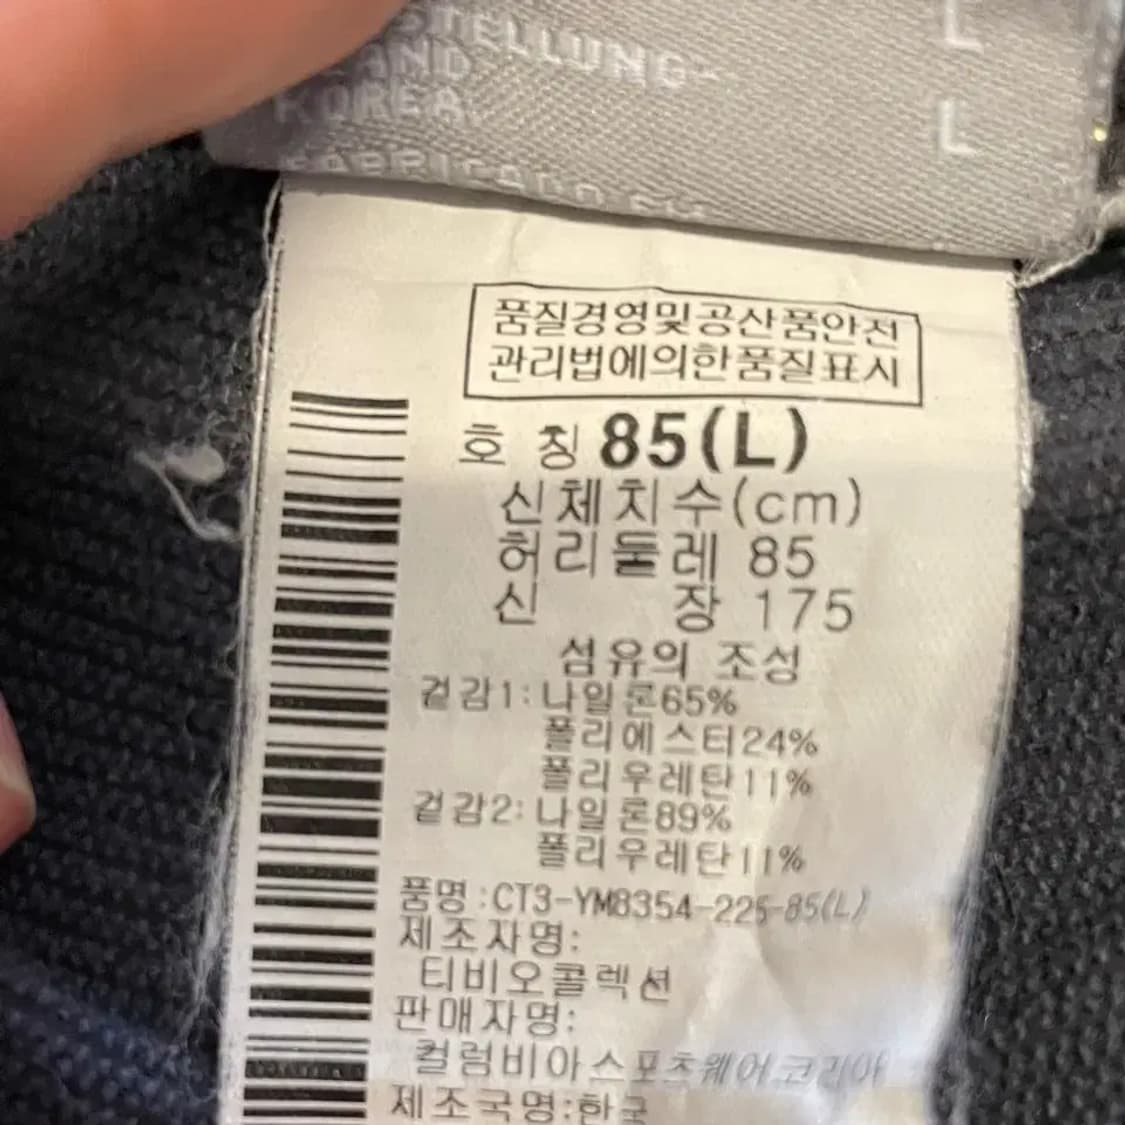 STELLUNG-
LAND
KOREA
L
L
FABRICADO EN
품질경영및공산품안전
관리법에의한품질표시
호 칭 85(L)
신체치수(cm)
허리둘레 85
신 장 175
섬유의 조성
겉감1:나일론65%
폴리에스터24%
폴리우레탄11%
겉감2:나일론89%
폴리우레탄11%
품명:CT3-YM8354-225-85(L)
제조자명:
티비오콜렉션
판매자명:
컬럼비아스포츠웨어코리아
제조국명:한국